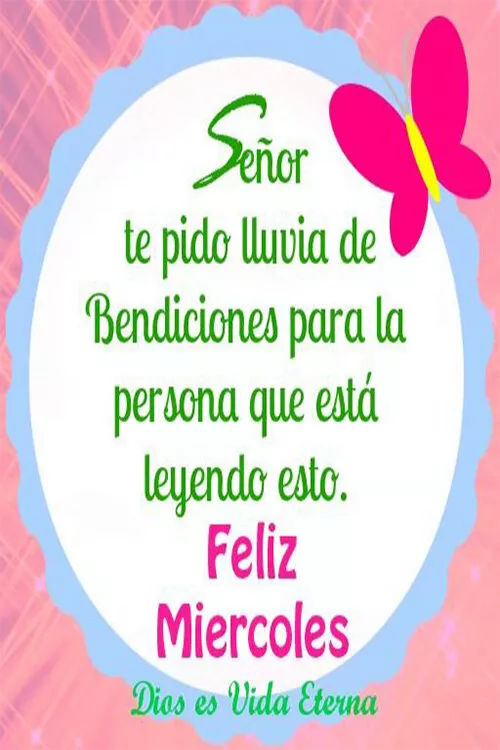 Señor
te pido lluvia de
Bendiciones para la
persona que está
leyendo esto.
Feliz
Miercoles
Dios es Vida Eterna